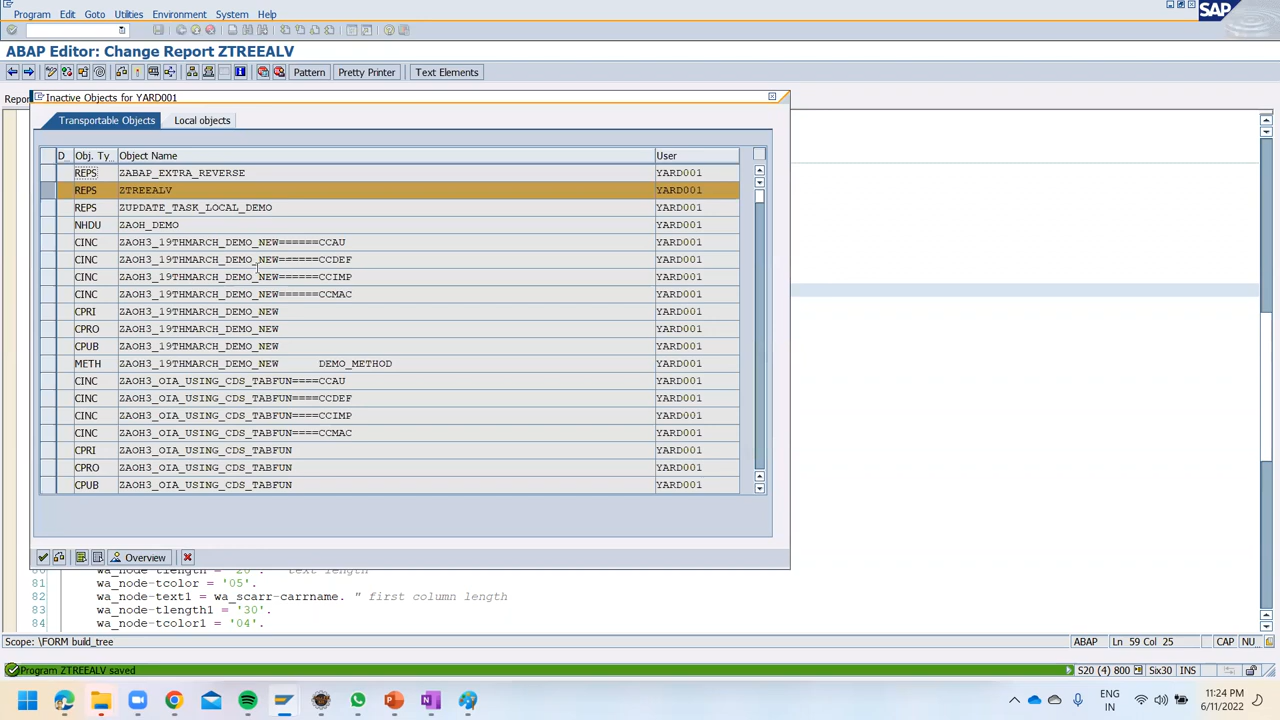 Program Edit Goto Utilities Environment System Help
SAP
ABAP Editor: Change Report ZTREEALV
Pattern Pretty Printer Text Elements
Inactive Objects for YARD001
Transportable Objects Local objects
D.. Obj. Ty... Object Name User
REPS ZABAP_EXTRA_REVERSE YARD001
REPS ZTREEALV YARD001
REPS ZUPDATE_TASK_LOCAL_DEMO YARD001
NHDU ZAOH_DEMO YARD001
CINC ZAOH3_19THMARCH_DEMO_NEW======CCAU YARD001
CINC ZAOH3_19THMARCH_DEMO_NEW======CCDEF YARD001
CINC ZAOH3_19THMARCH_DEMO_NEW======CCIMP YARD001
CINC ZAOH3_19THMARCH_DEMO_NEW======CCMAC YARD001
CPRI ZAOH3_19THMARCH_DEMO_NEW YARD001
CPRO ZAOH3_19THMARCH_DEMO_NEW YARD001
CPUB ZAOH3_19THMARCH_DEMO_NEW YARD001
METH ZAOH3_19THMARCH_DEMO_NEW DEMO_METHOD YARD001
CINC ZAOH3_OIA_USING_CDS_TABFUN====CCAU YARD001
CINC ZAOH3_OIA_USING_CDS_TABFUN====CCDEF YARD001
CINC ZAOH3_OIA_USING_CDS_TABFUN====CCIMP YARD001
CINC ZAOH3_OIA_USING_CDS_TABFUN====CCMAC YARD001
CPRI ZAOH3_OIA_USING_CDS_TABFUN YARD001
CPRO ZAOH3_OIA_USING_CDS_TABFUN YARD001
CPUB ZAOH3_OIA_USING_CDS_TABFUN YARD001
Overview
81 wa_node-tcolor = '05'.
82 wa_node-text1 = wa_scarr-carrname. " first column length
83 wa_node-tlength1 = '30'.
84 wa_node-tcolor1 = '04'.
Scope: \FORM build_tree ABAP Ln 59 Col 25 CAP NU
Program ZTREEALV saved S20 (4) 800 Six30 INS
ENG
IN
11:24 PM
6/11/2022